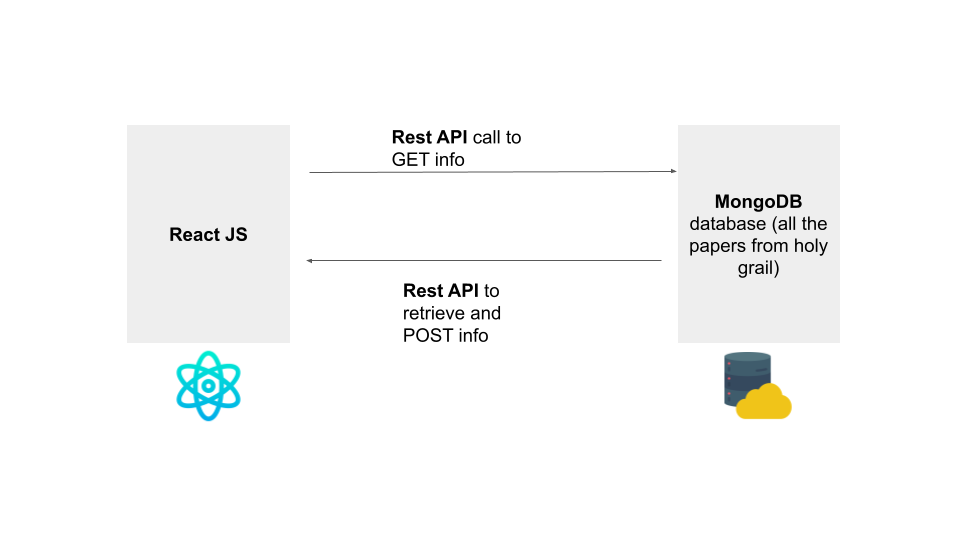 Rest API call to
GET info
React JS
MongoDB
database (all the
papers from holy
grail)
Rest API to
retrieve and
POST info